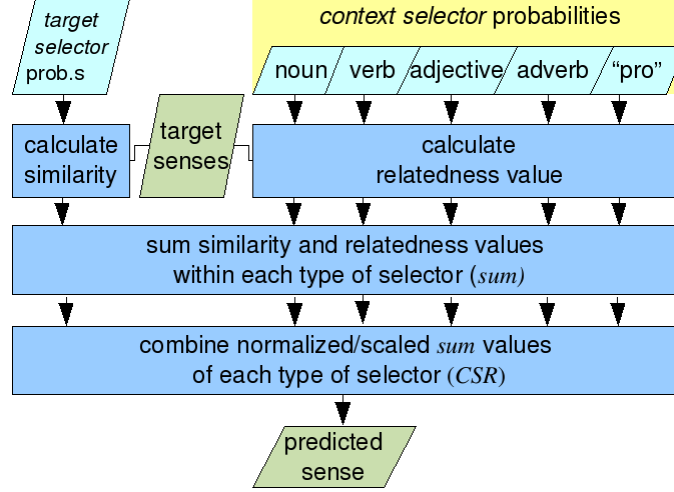 target
selector
prob.s
context selector probabilities
noun
verb
adjective
adverb
“pro”
calculate
similarity
target
senses
calculate
relatedness value
sum similarity and relatedness values
within each type of selector (sum)
combine normalized/scaled sum values
of each type of selector (CSR)
predicted
sense